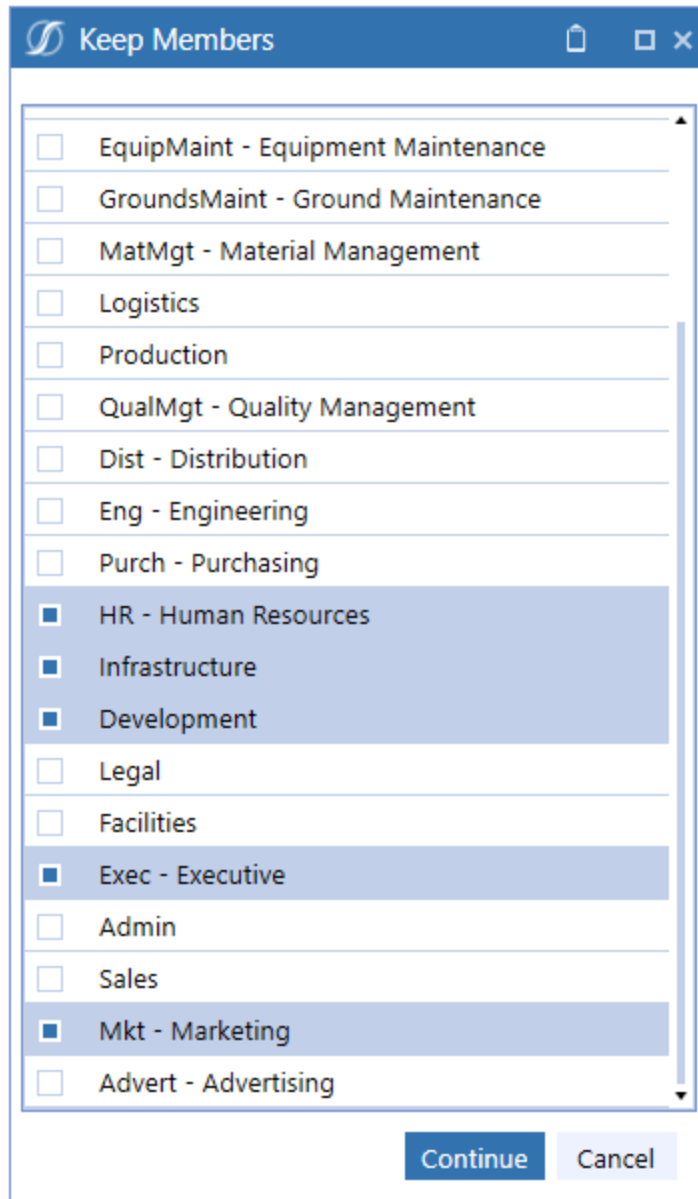 Keep Members
EquipMaint - Equipment Maintenance
GroundsMaint - Ground Maintenance
MatMgt - Material Management
Logistics
Production
QualMgt - Quality Management
Dist - Distribution
Eng - Engineering
Purch - Purchasing
HR - Human Resources
Infrastructure
Development
Legal
Facilities
Exec - Executive
Admin
Sales
Mkt - Marketing
Advert - Advertising
Continue Cancel